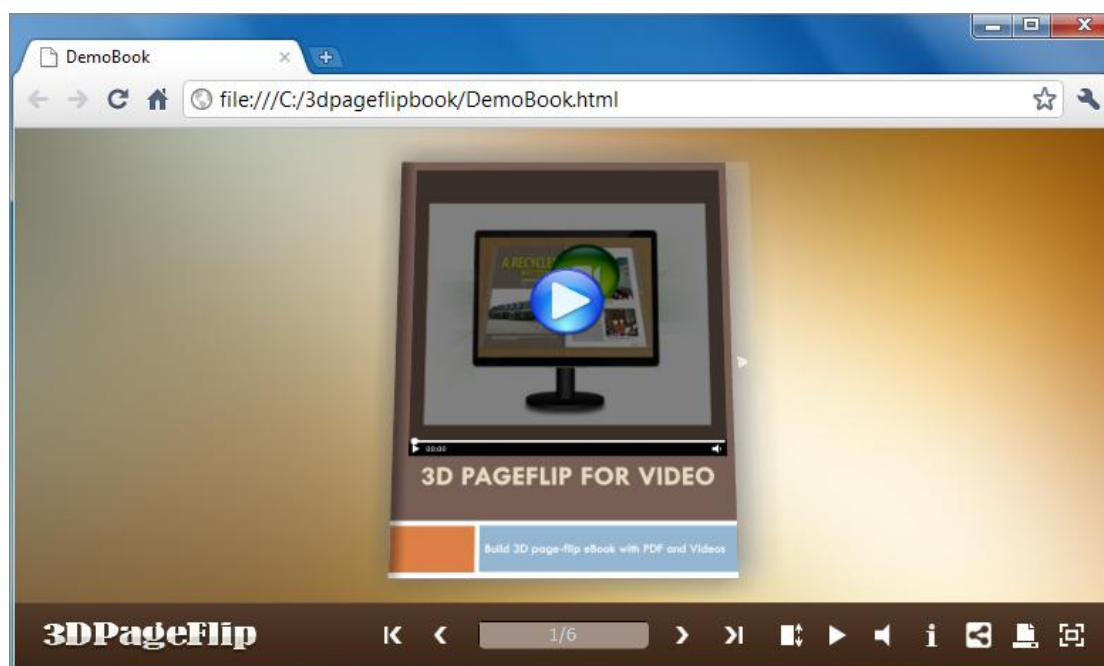 DemoBook
file:///C:/3dpageflipbook/DemoBook.html
A RECYCLE
00:00
3D PAGEFLIP FOR VIDEO
Build 3D page-flip eBook with PDF and Videos
3DPageFlip
1/6